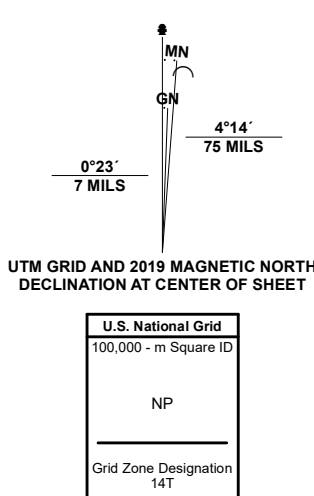 MN
GN
4°14´
75 MILS
0°23´
7 MILS
UTM GRID AND 2019 MAGNETIC NORTH
DECLINATION AT CENTER OF SHEET
U.S. National Grid
100,000 - m Square ID
NP
Grid Zone Designation
14T